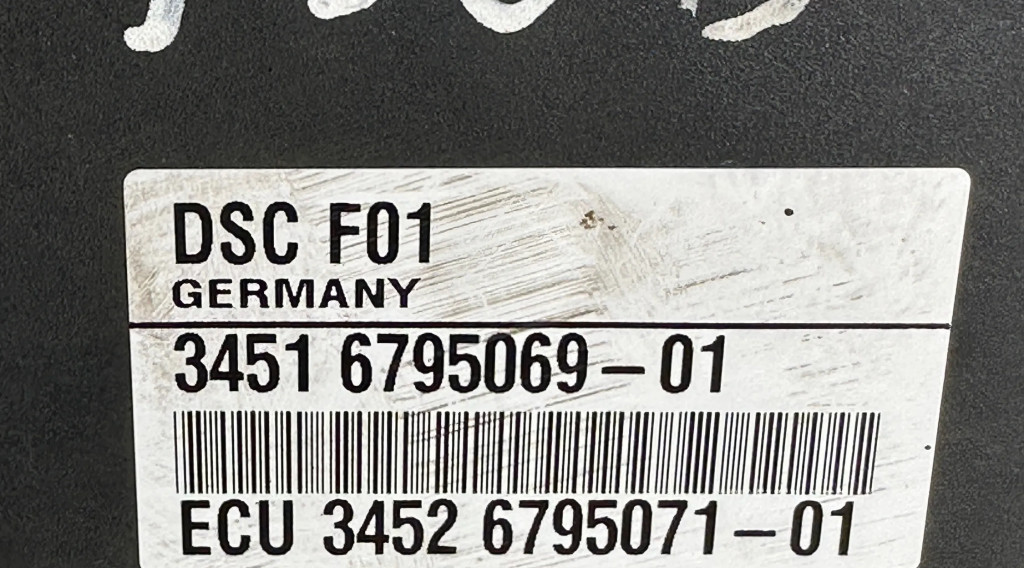 DSC F01
GERMANY
3451 6795069-01
ECU 3452 6795071-01